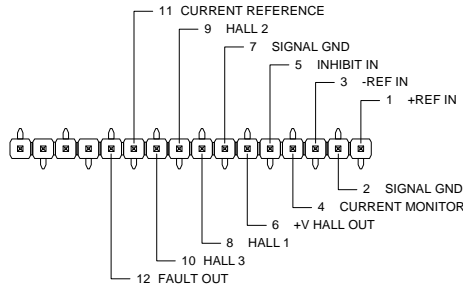 11 CURRENT REFERENCE
9 HALL 2
7 SIGNAL GND
5 INHIBIT IN
3 -REF IN
1 +REF IN
2 SIGNAL GND
4 CURRENT MONITOR
6 +V HALL OUT
8 HALL 1
10 HALL 3
12 FAULT OUT